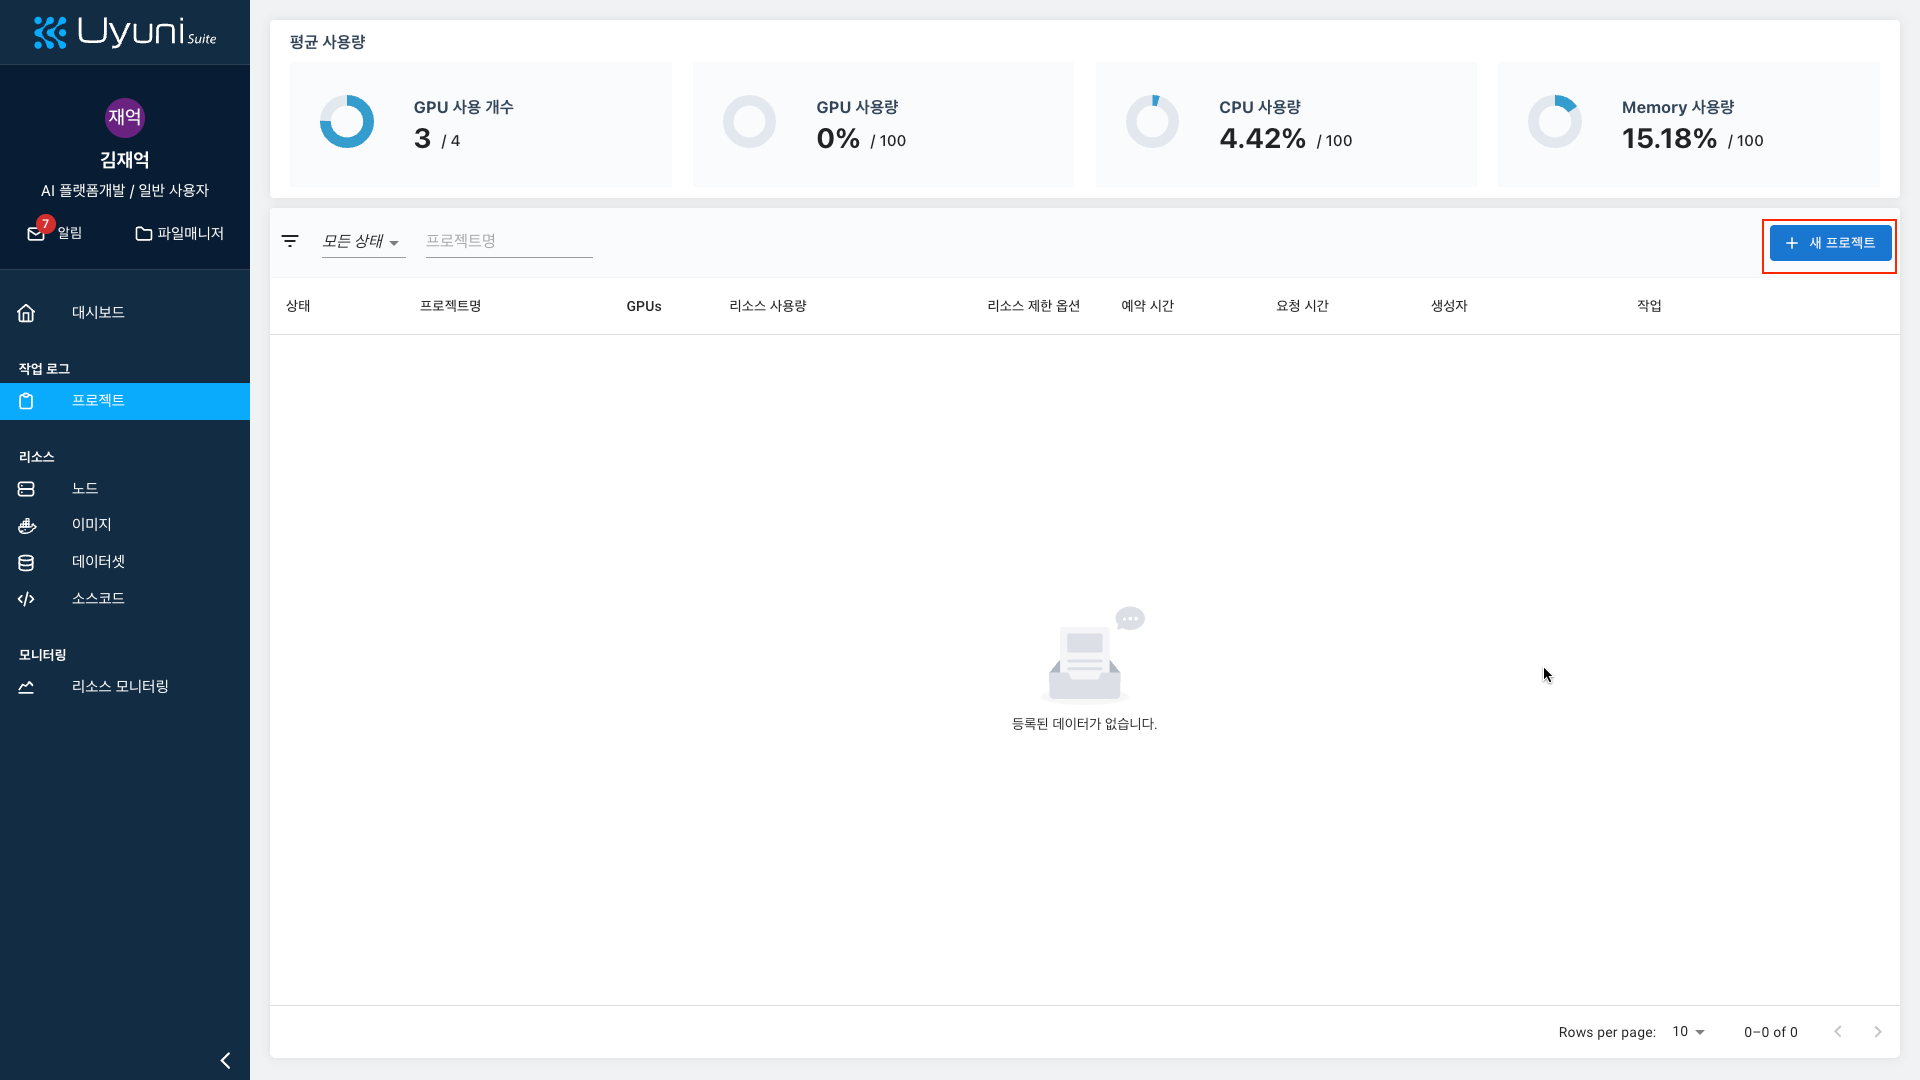 Uyuni Suite
재억
김재억
AI 플랫폼개발 / 일반 사용자
7
알림
파일매니저
대시보드
작업 로그
프로젝트
리소스
노드
이미지
데이터셋
소스코드
모니터링
리소스 모니터링
평균 사용량
GPU 사용 개수
3 / 4
GPU 사용량
0% / 100
CPU 사용량
4.42% / 100
Memory 사용량
15.18% / 100
모든 상태
프로젝트명
새 프로젝트
상태 프로젝트명 GPUs 리소스 사용량 리소스 제한 옵션 예약 시간 요청 시간 생성자 작업
등록된 데이터가 없습니다.
Rows per page: 10 0–0 of 0